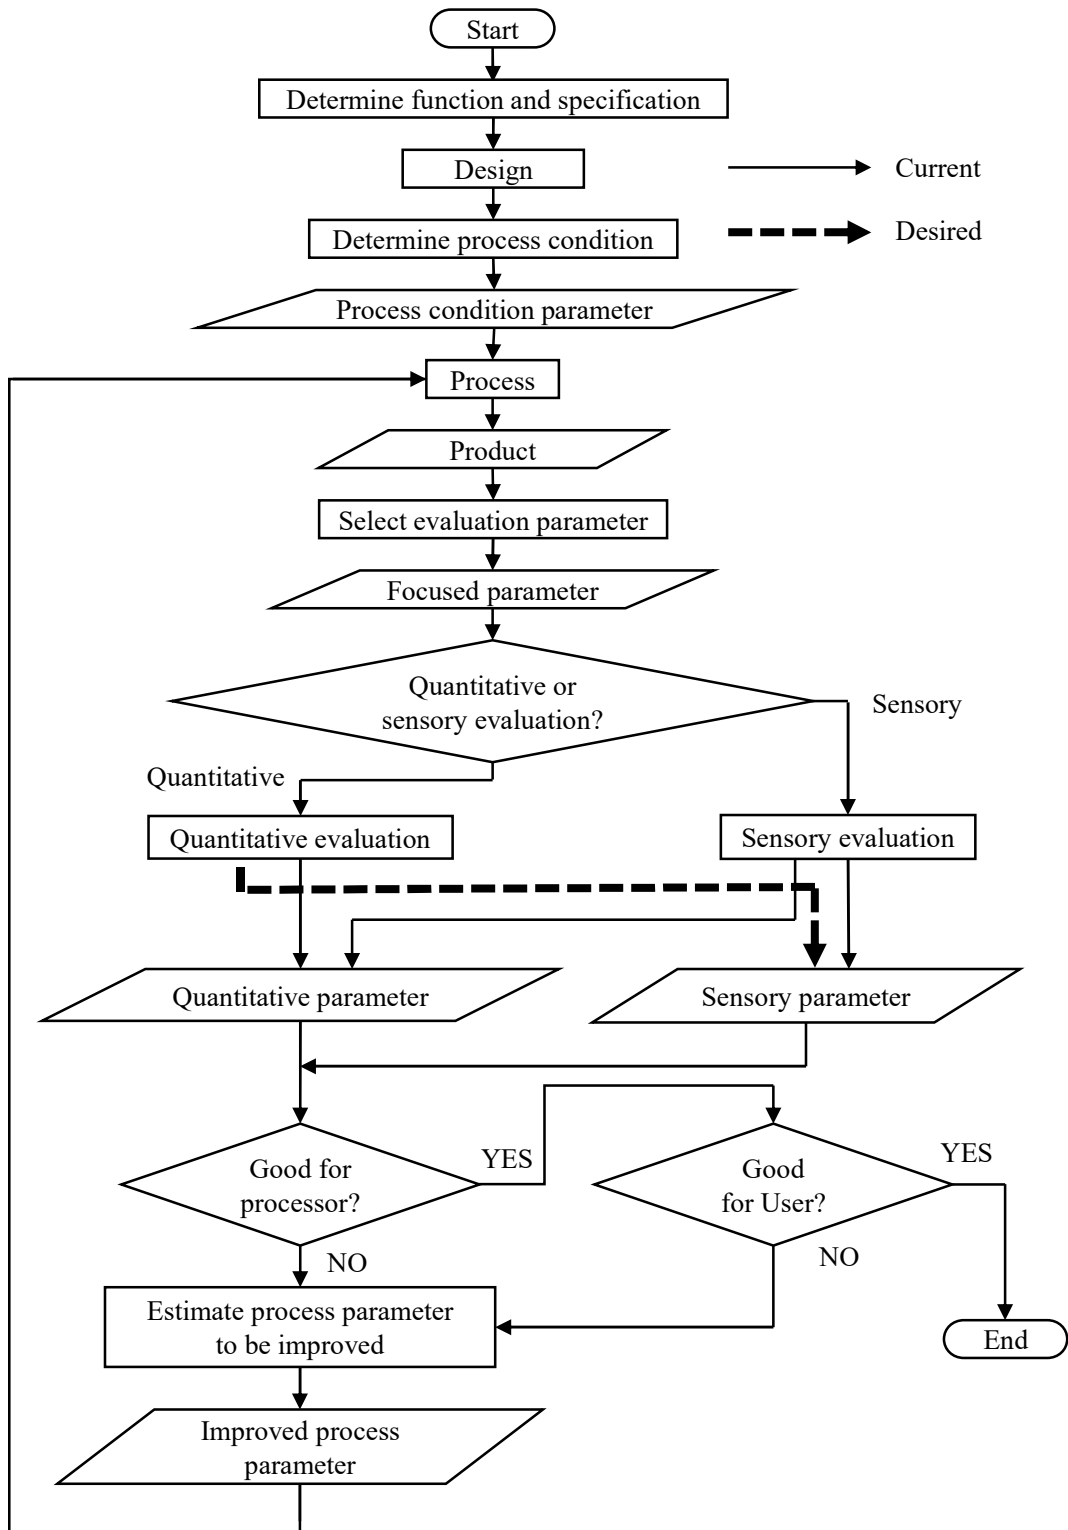 Start
Determine function and specification
Design
Current
Determine process condition
Desired
Process condition parameter
Process
Product
Select evaluation parameter
Focused parameter
Quantitative or
sensory evaluation?
Sensory
Quantitative
Quantitative evaluation
Sensory evaluation
Quantitative parameter
Sensory parameter
Good for
processor?
YES
Good
for User?
YES
NO
NO
Estimate process parameter
to be improved
End
Improved process
parameter